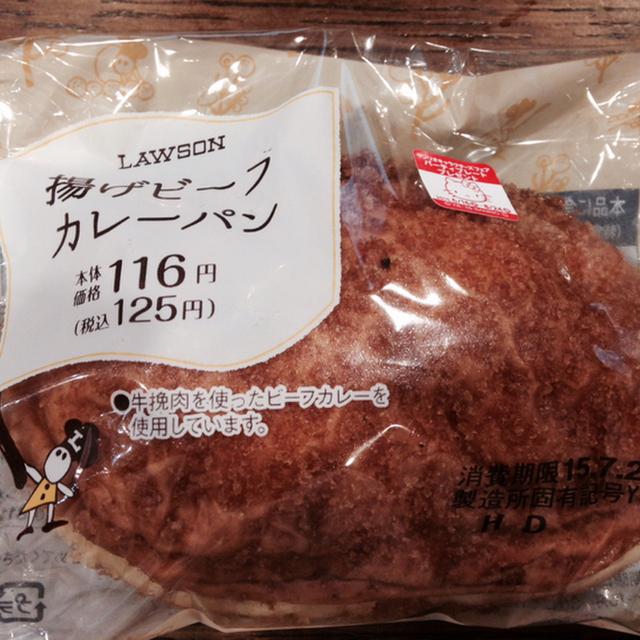 LAWSON
揚げビーフ
カレーパン
本体価格 116円
(税込 125円)
●牛挽肉を使ったビーフカレーを
使用しています。
消費期限 15.7.2
製造所固有記号 Y
H D